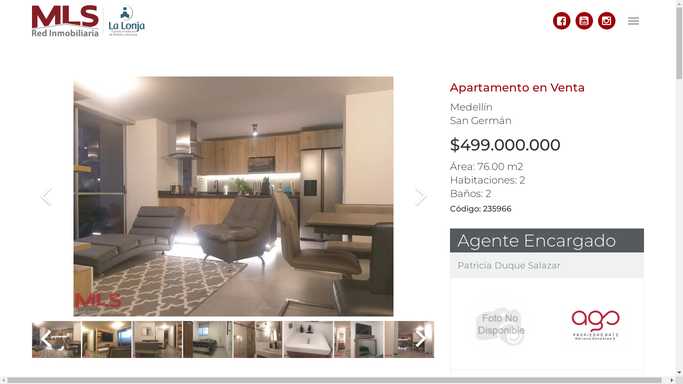 MLS
Red Inmobiliaria
La Lonja
Apartamento en Venta
Medellín
San Germán
$499.000.000
Área: 76.00 m2
Habitaciones: 2
Baños: 2
Código: 235966
Agente Encargado
Patricia Duque Salazar
MLS
Foto No
Disponible
ago